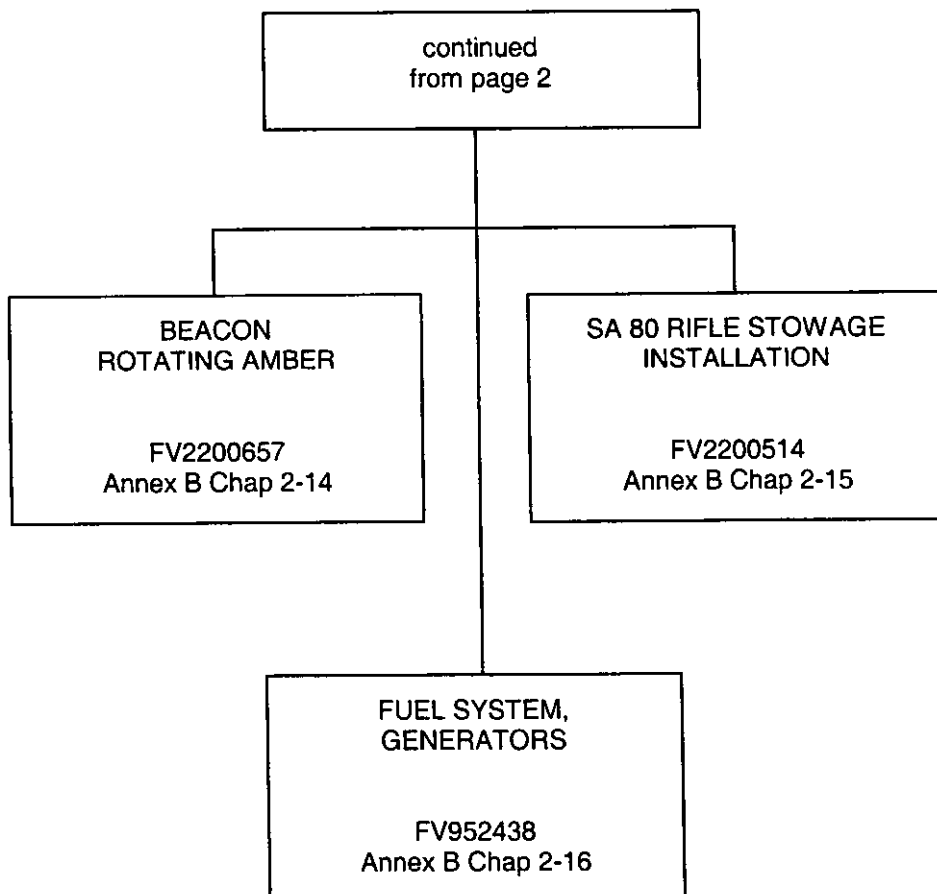 continued
from page 2
BEACON
ROTATING AMBER
FV2200657
Annex B Chap 2-14
SA 80 RIFLE STOWAGE
INSTALLATION
FV2200514
Annex B Chap 2-15
FUEL SYSTEM,
GENERATORS
FV952438
Annex B Chap 2-16